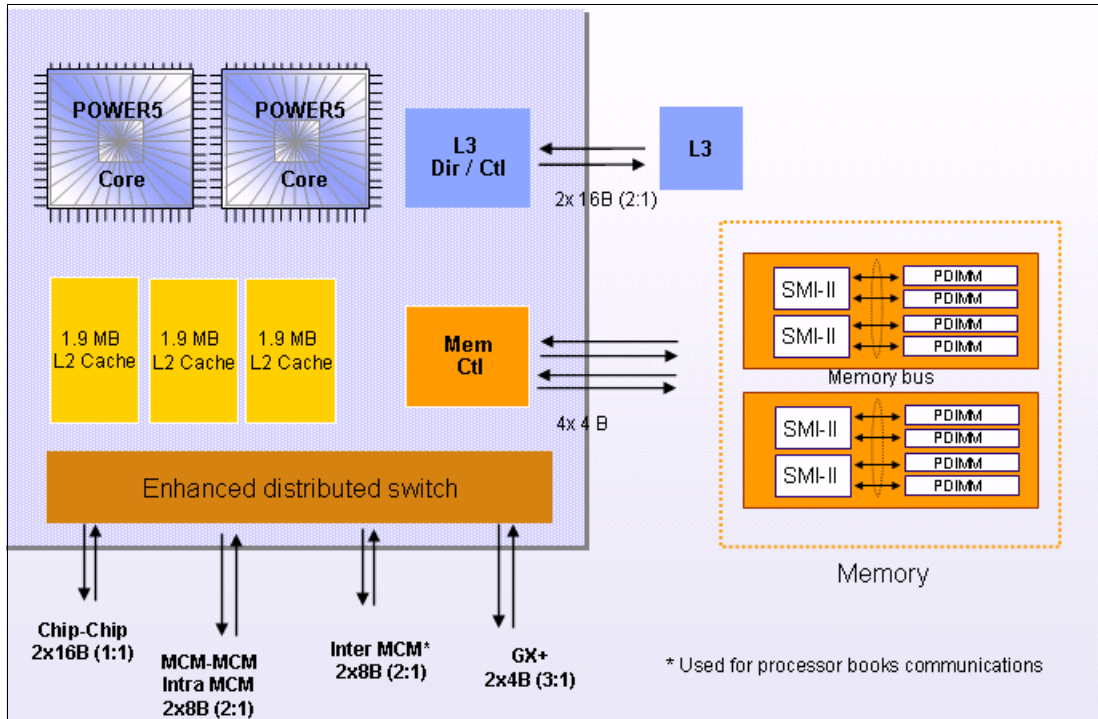 POWER5
Core
POWER5
Core
L3
Dir / Ctl
L3
2x 16B (2:1)
1.9 MB
L2 Cache
1.9 MB
L2 Cache
1.9 MB
L2 Cache
Mem
Ctl
4x 4 B
SMI-II
SMI-II
PDIMM
PDIMM
PDIMM
PDIMM
Memory bus
SMI-II
SMI-II
PDIMM
PDIMM
PDIMM
PDIMM
Memory
Enhanced distributed switch
Chip-Chip
2x16B (1:1)
MCM-MCM
Intra MCM
2x8B (2:1)
Inter MCM*
2x8B (2:1)
GX+
2x4B (3:1)
* Used for processor books communications